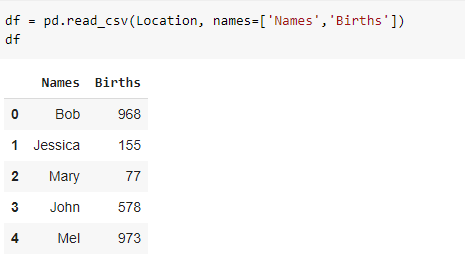 df = pd.read_csv(Location, names=['Names','Births'])
df
Names Births
0 Bob 968
1 Jessica 155
2 Mary 77
3 John 578
4 Mel 973